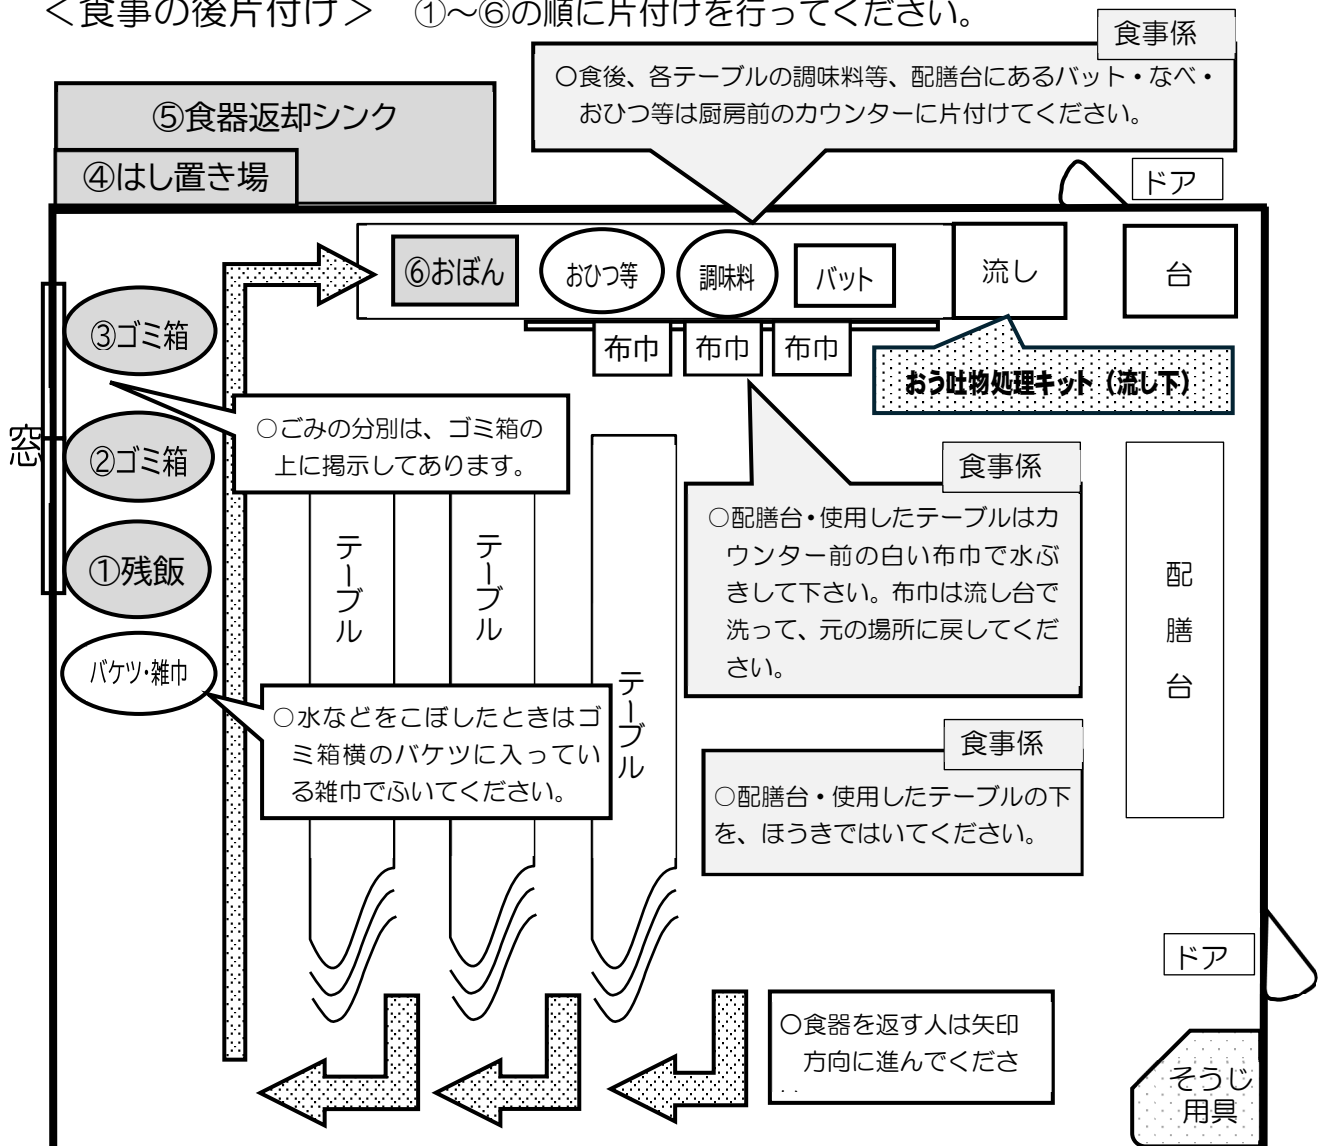 ＜食事の後片付け＞　①～⑥の順に片付けを行ってください。
食事係
○食後、各テーブルの調味料等、配膳台にあるバット・なべ・
おひつ等は厨房前のカウンターに片付けてください。
⑤食器返却シンク
④はし置き場
ドア
⑥おぼん
おひつ等
調味料
バット
流し
台
布巾
布巾
布巾
おう吐物処理キット（流し下）
窓
③ゴミ箱
○ごみの分別は、ゴミ箱の
上に掲示してあります。
②ゴミ箱
①残飯
バケツ・雑巾
○水などをこぼしたときはゴ
ミ箱横のバケツに入ってい
る雑巾でふいてください。
テーブル
テーブル
テーブル
食事係
○配膳台・使用したテーブルはカ
ウンター前の白い布巾で水ぶ
きして下さい。布巾は流し台で
洗って、元の場所に戻してくだ
さい。
配膳台
食事係
○配膳台・使用したテーブルの下
を、ほうきではいてください。
ドア
○食器を返す人は矢印
方向に進んでくださ
そうじ
用具